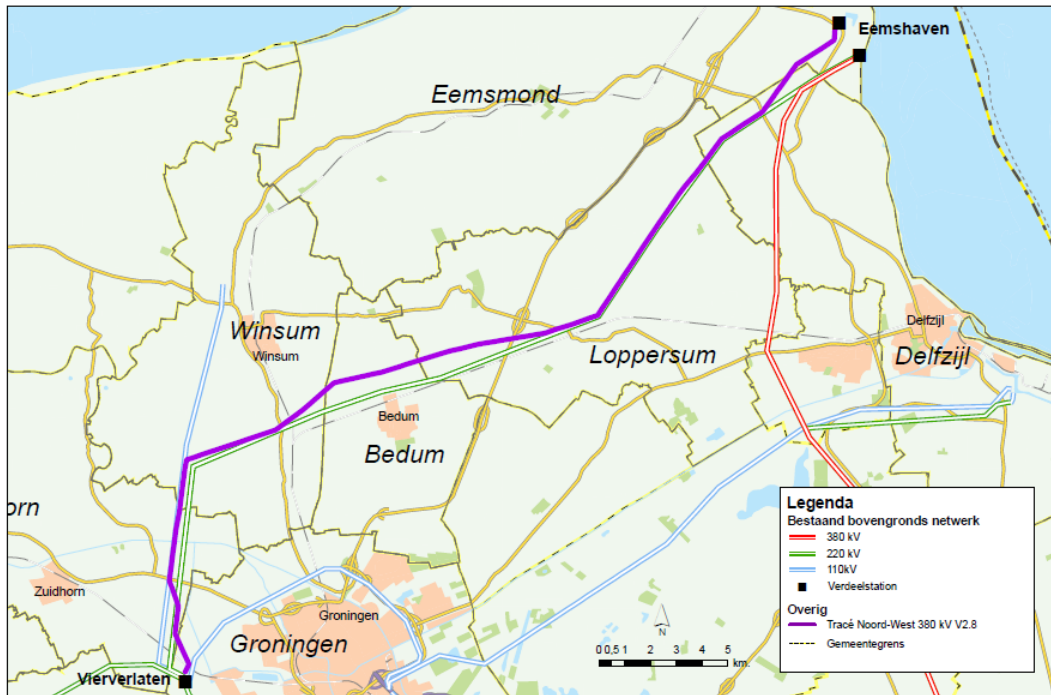 Eemshaven
Eemsmond
Winsum
Winsum
Loppersum
Delfzijl
Delfzijl
Bedum
Bedum
orn
Zuidhorn
Groningen
Groningen
Vierverlaten
N
0 0,5 1 2 3 4 5
km.
Legenda
Bestaand bovengronds netwerk
380 kV
220 kV
110kV
Verdeelstation
Overig
Tracé Noord-West 380 kV V2.8
Gemeentegrens